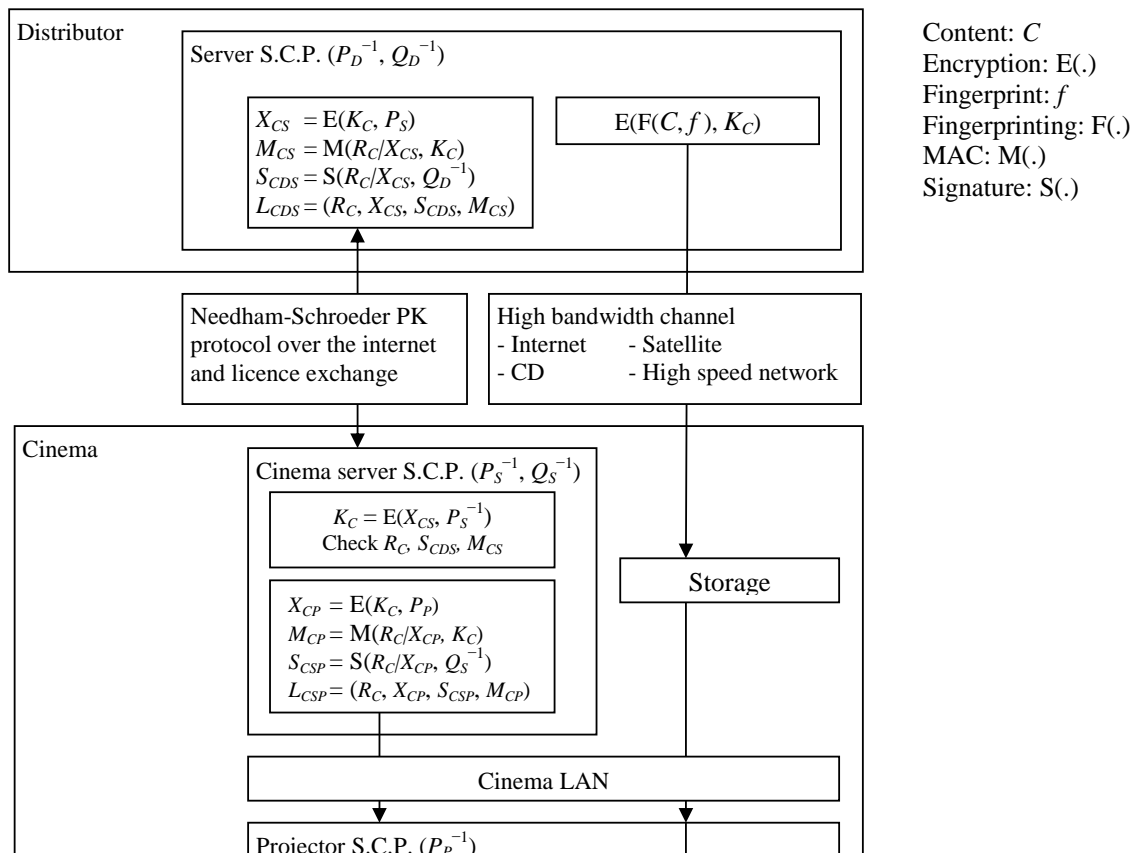 Distributor
Server S.C.P. (P_D⁻¹, Q_D⁻¹)
X_CS = E(K_C, P_S)
M_CS = M(R_C/X_CS, K_C)
S_CDS = S(R_C/X_CS, Q_D⁻¹)
L_CDS = (R_C, X_CS, S_CDS, M_CS)
E(F(C, f), K_C)
Content: C
Encryption: E(.)
Fingerprint: f
Fingerprinting: F(.)
MAC: M(.)
Signature: S(.)
Needham-Schroeder PK
protocol over the internet
and licence exchange
High bandwidth channel
- Internet - Satellite
- CD - High speed network
Cinema
Cinema server S.C.P. (P_S⁻¹, Q_S⁻¹)
K_C = E(X_CS, P_S⁻¹)
Check R_C, S_CDS, M_CS
X_CP = E(K_C, P_P)
M_CP = M(R_C/X_CP, K_C)
S_CSP = S(R_C/X_CP, Q_S⁻¹)
L_CSP = (R_C, X_CP, S_CSP, M_CP)
Storage
Cinema LAN
Projector S.C.P. (P_P⁻¹)